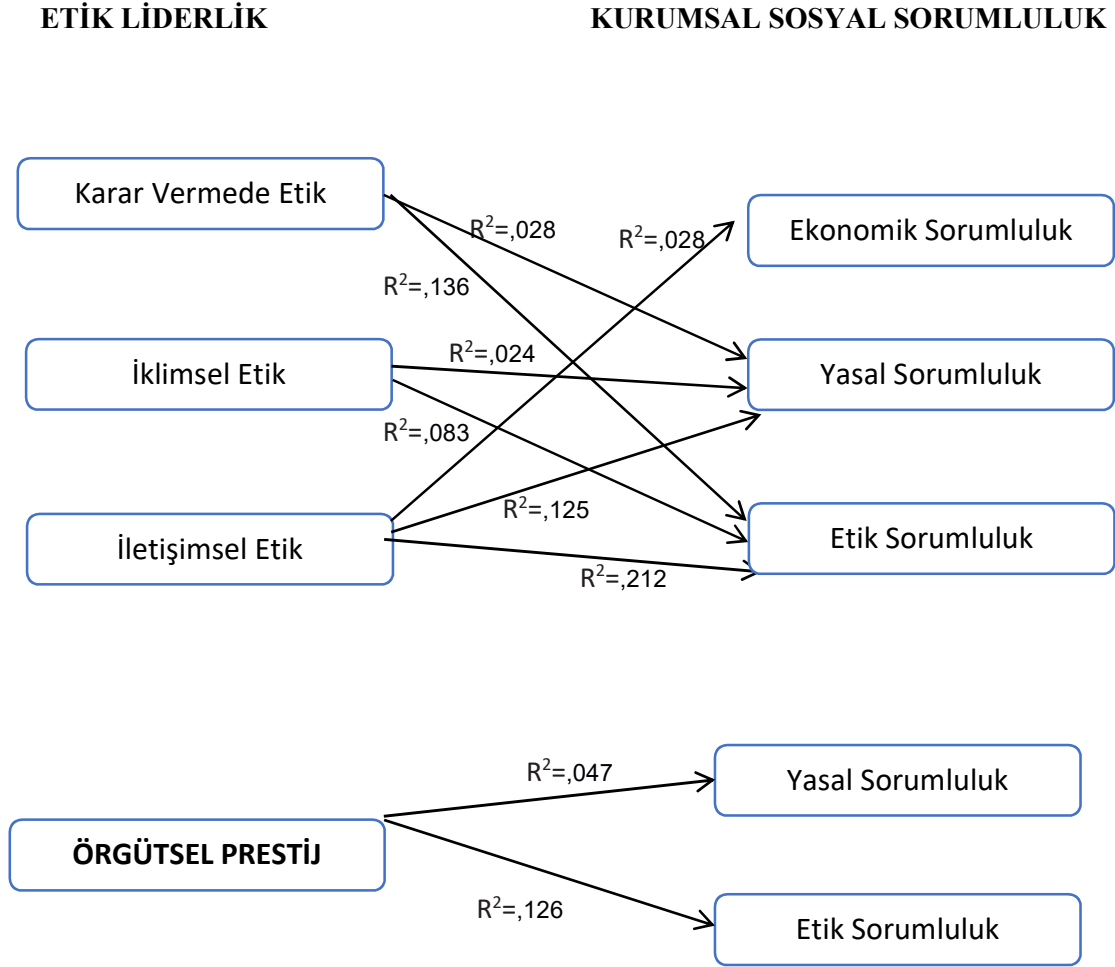 ETİK LİDERLİK
KURUMSAL SOSYAL SORUMLULUK
Karar Vermede Etik
R²=,028
R²=,028
Ekonomik Sorumluluk
R²=,136
İklimsel Etik
R²=,024
Yasal Sorumluluk
R²=,083
İletişimsel Etik
R²=,125
Etik Sorumluluk
R²=,212
R²=,047
Yasal Sorumluluk
ÖRGÜTSEL PRESTİJ
R²=,126
Etik Sorumluluk